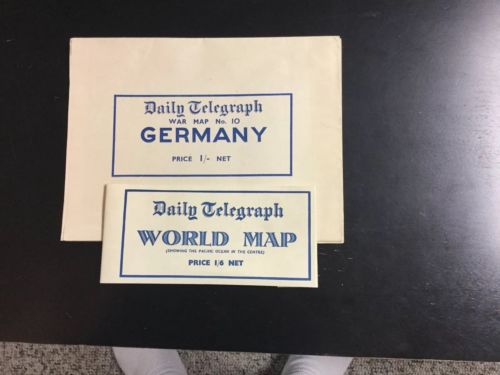 Daily Telegraph
WAR MAP No. 10
GERMANY
PRICE 1/- NET
Daily Telegraph
WORLD MAP
(SHOWING THE PACIFIC OCEAN IN THE CENTRE)
PRICE 1/6 NET